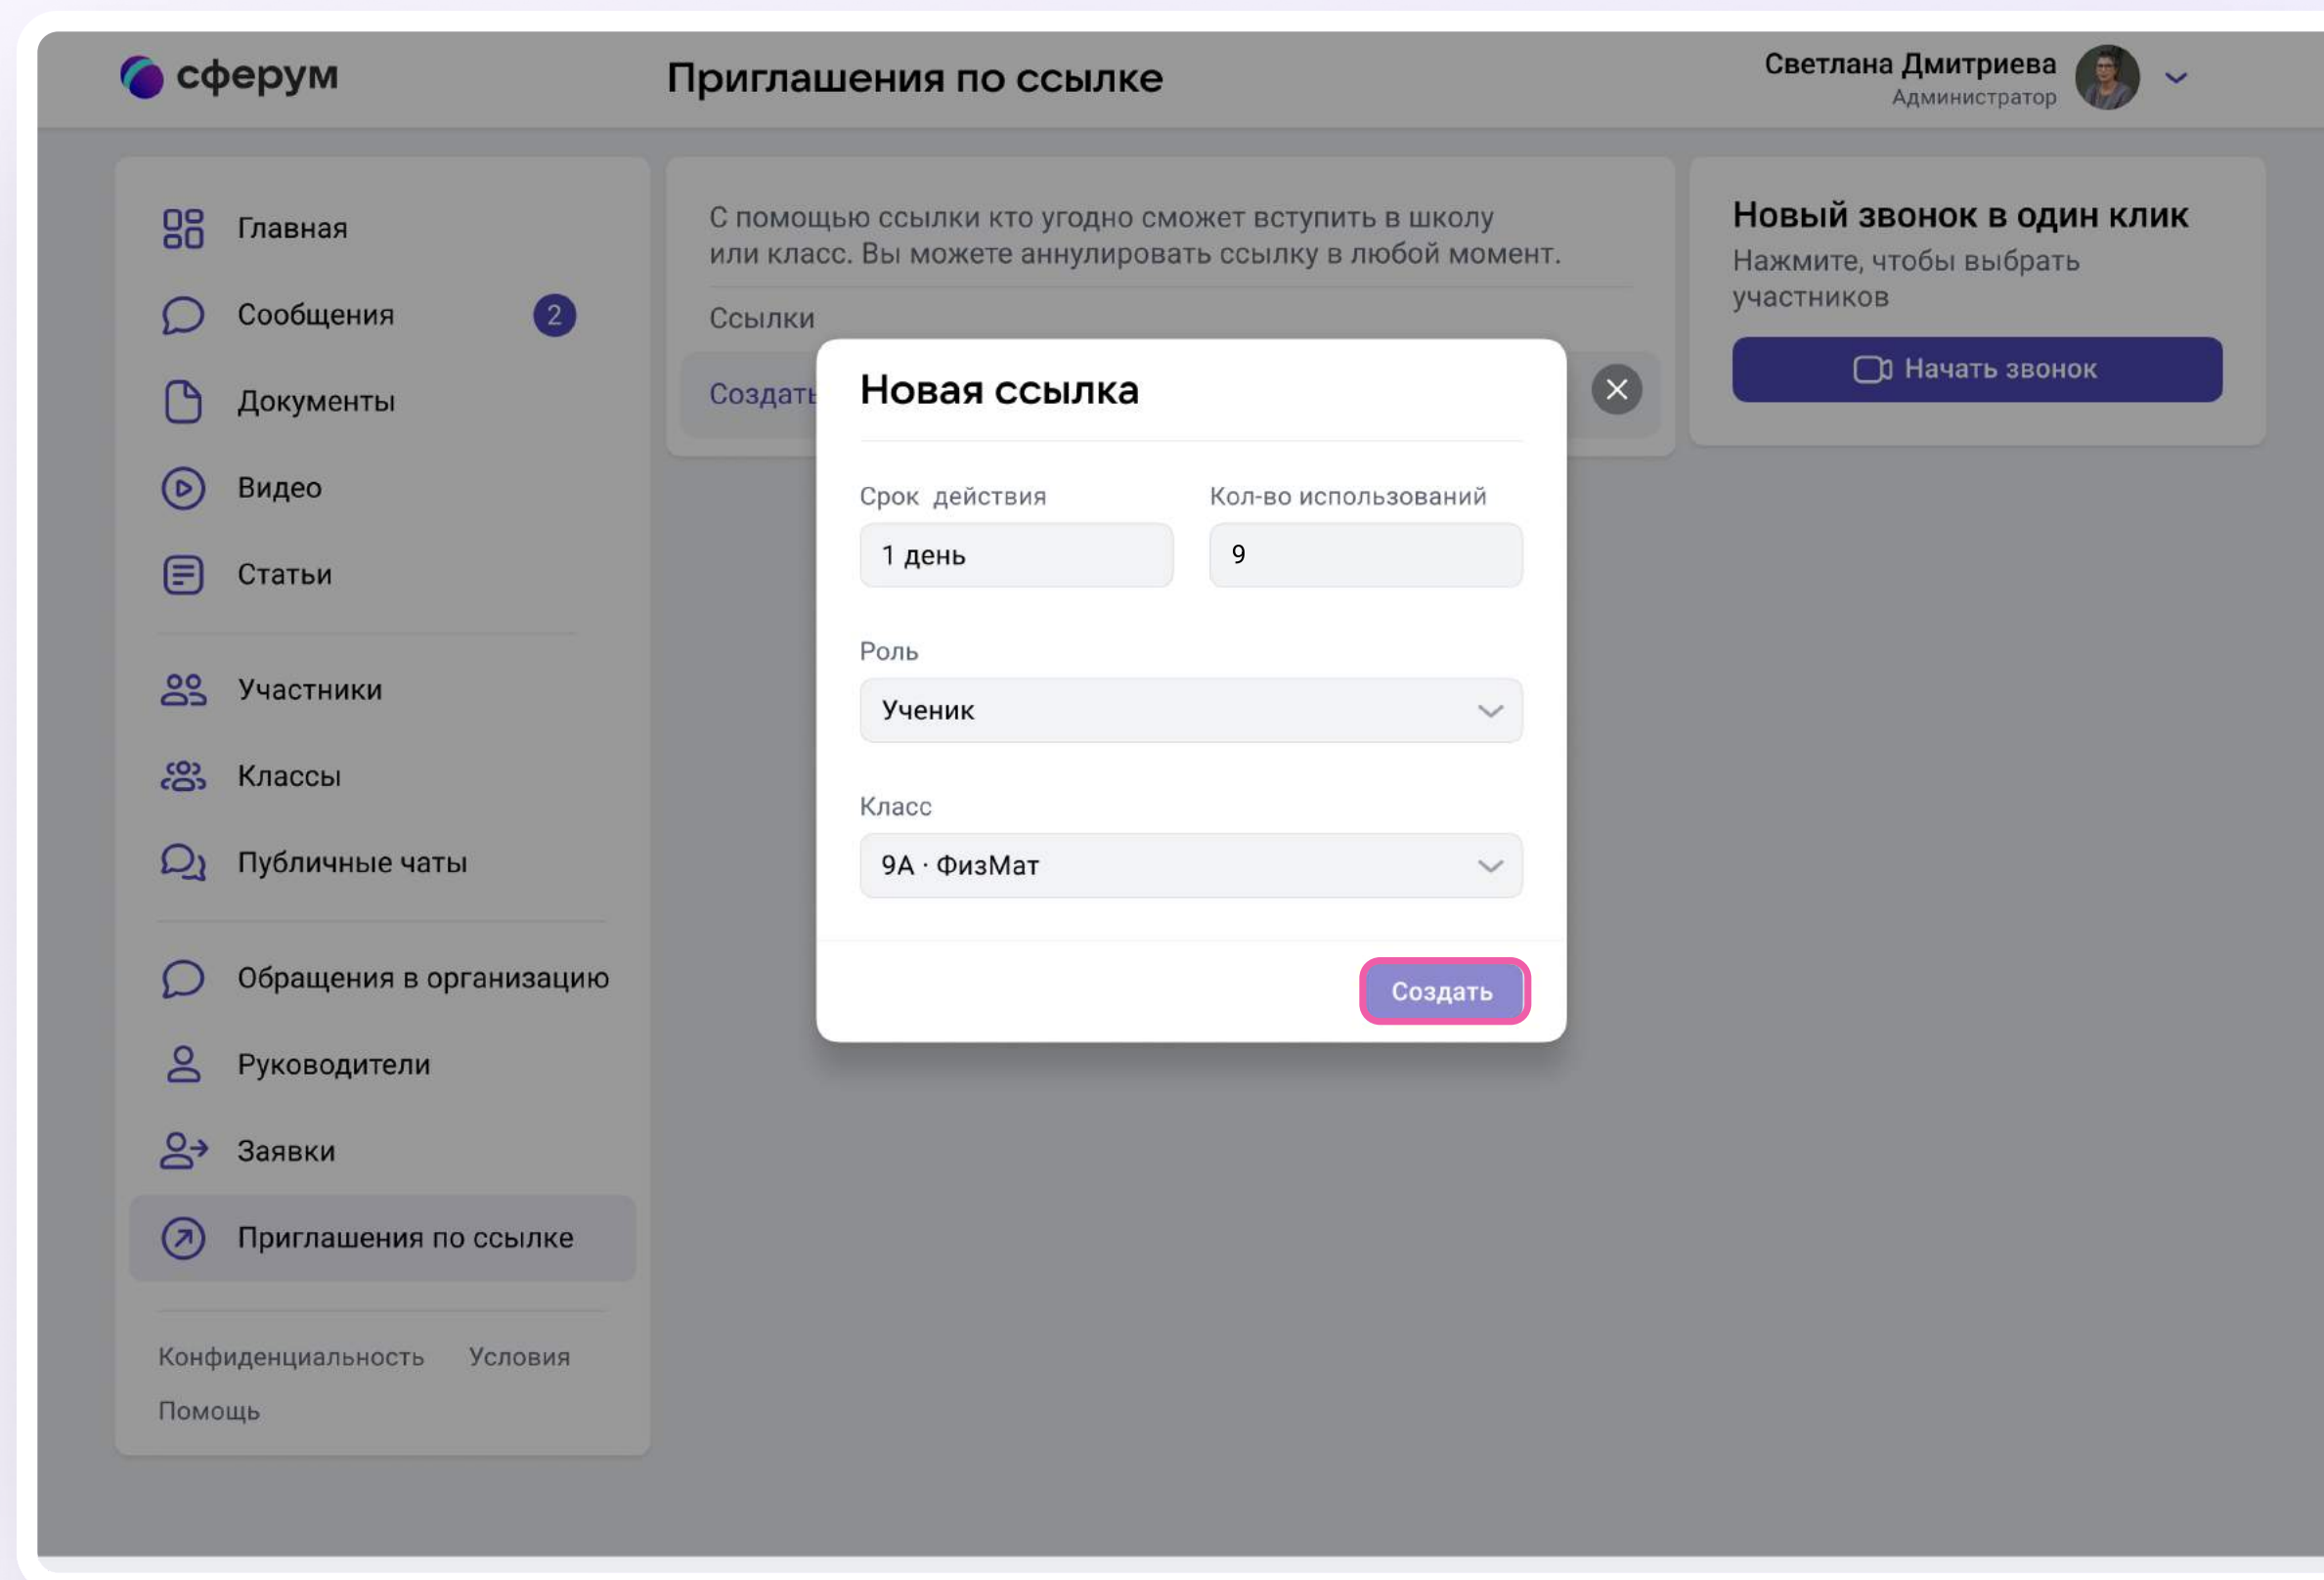 сферум
Приглашения по ссылке
Светлана Дмитриева
Администратор
Главная
Сообщения 2
Документы
Видео
Статьи
Участники
Классы
Публичные чаты
Обращения в организацию
Руководители
Заявки
Приглашения по ссылке
Конфиденциальность Условия
Помощь
С помощью ссылки кто угодно сможет вступить в школу
или класс. Вы можете аннулировать ссылку в любой момент.
Ссылки
Создать
Новая ссылка
Срок действия Кол-во использований
1 день 9
Роль
Ученик
Класс
9А · ФизМат
Создать
Новый звонок в один клик
Нажмите, чтобы выбрать
участников
Начать звонок